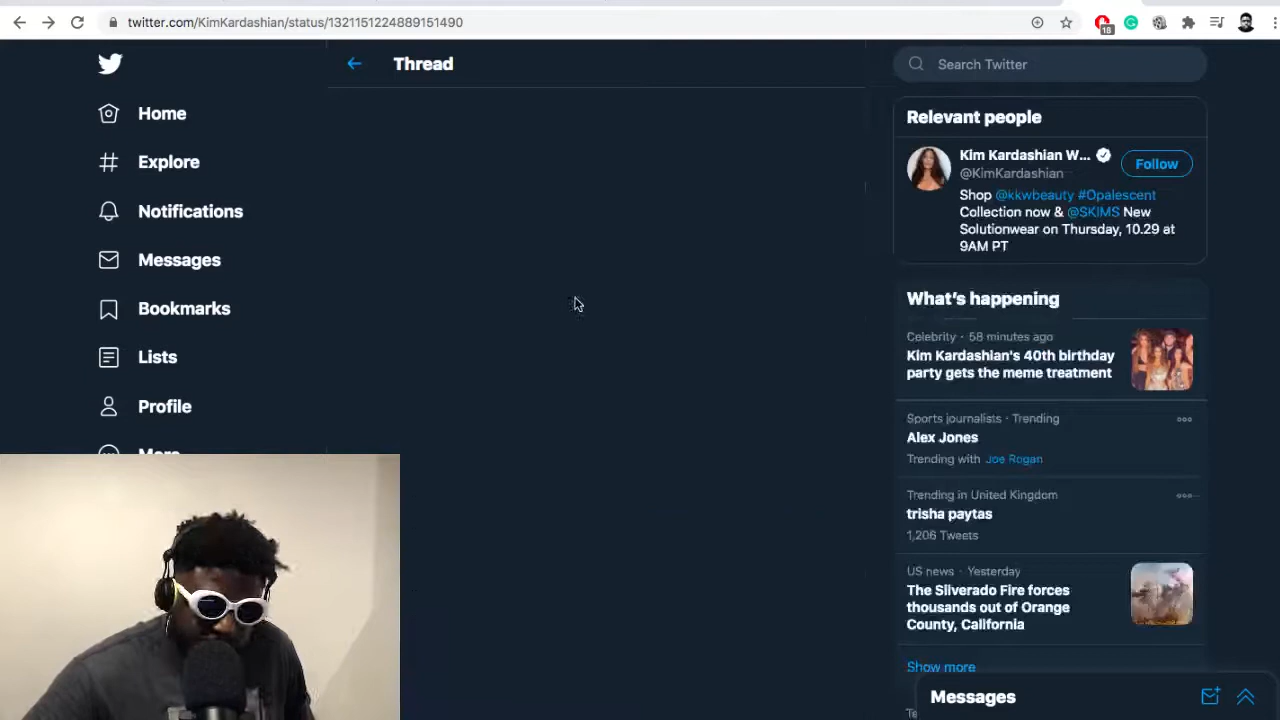 twitter.com/KimKardashian/status/1321151224889151490
18
Home
Explore
Notifications
Messages
Bookmarks
Lists
Profile
More
Thread
Search Twitter
Relevant people
Kim Kardashian W...
@KimKardashian
Follow
Shop @kkwbeauty #Opalescent
Collection now & @SKIMS New
Solutionwear on Thursday, 10.29 at
9AM PT
What's happening
Celebrity · 58 minutes ago
Kim Kardashian's 40th birthday
party gets the meme treatment
Sports journalists · Trending
Alex Jones
Trending with Joe Rogan
Trending in United Kingdom
trisha paytas
1,206 Tweets
US news · Yesterday
The Silverado Fire forces
thousands out of Orange
County, California
Show more
Messages
Te